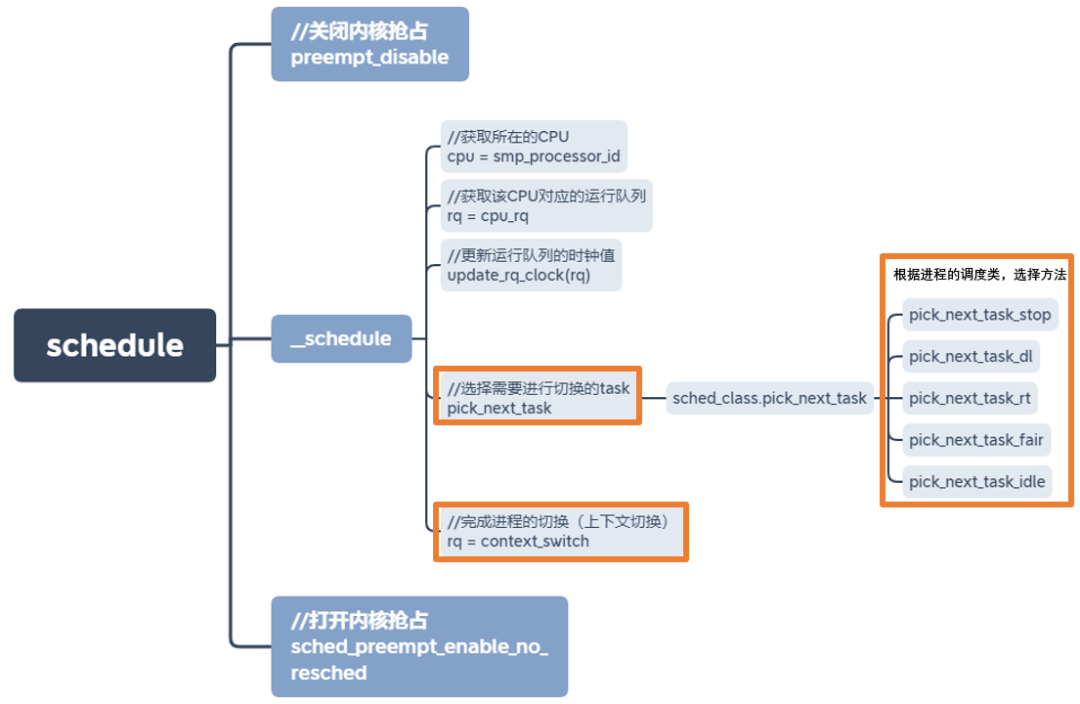 schedule
//关闭内核抢占
preempt_disable
__schedule
//获取所在的CPU
cpu = smp_processor_id
//获取该CPU对应的运行队列
rq = cpu_rq
//更新运行队列的时钟值
update_rq_clock(rq)
//选择需要进行切换的task
pick_next_task
sched_class.pick_next_task
根据进程的调度类，选择方法
pick_next_task_stop
pick_next_task_dl
pick_next_task_rt
pick_next_task_fair
pick_next_task_idle
//完成进程的切换（上下文切换）
rq = context_switch
//打开内核抢占
sched_preempt_enable_no_
resched